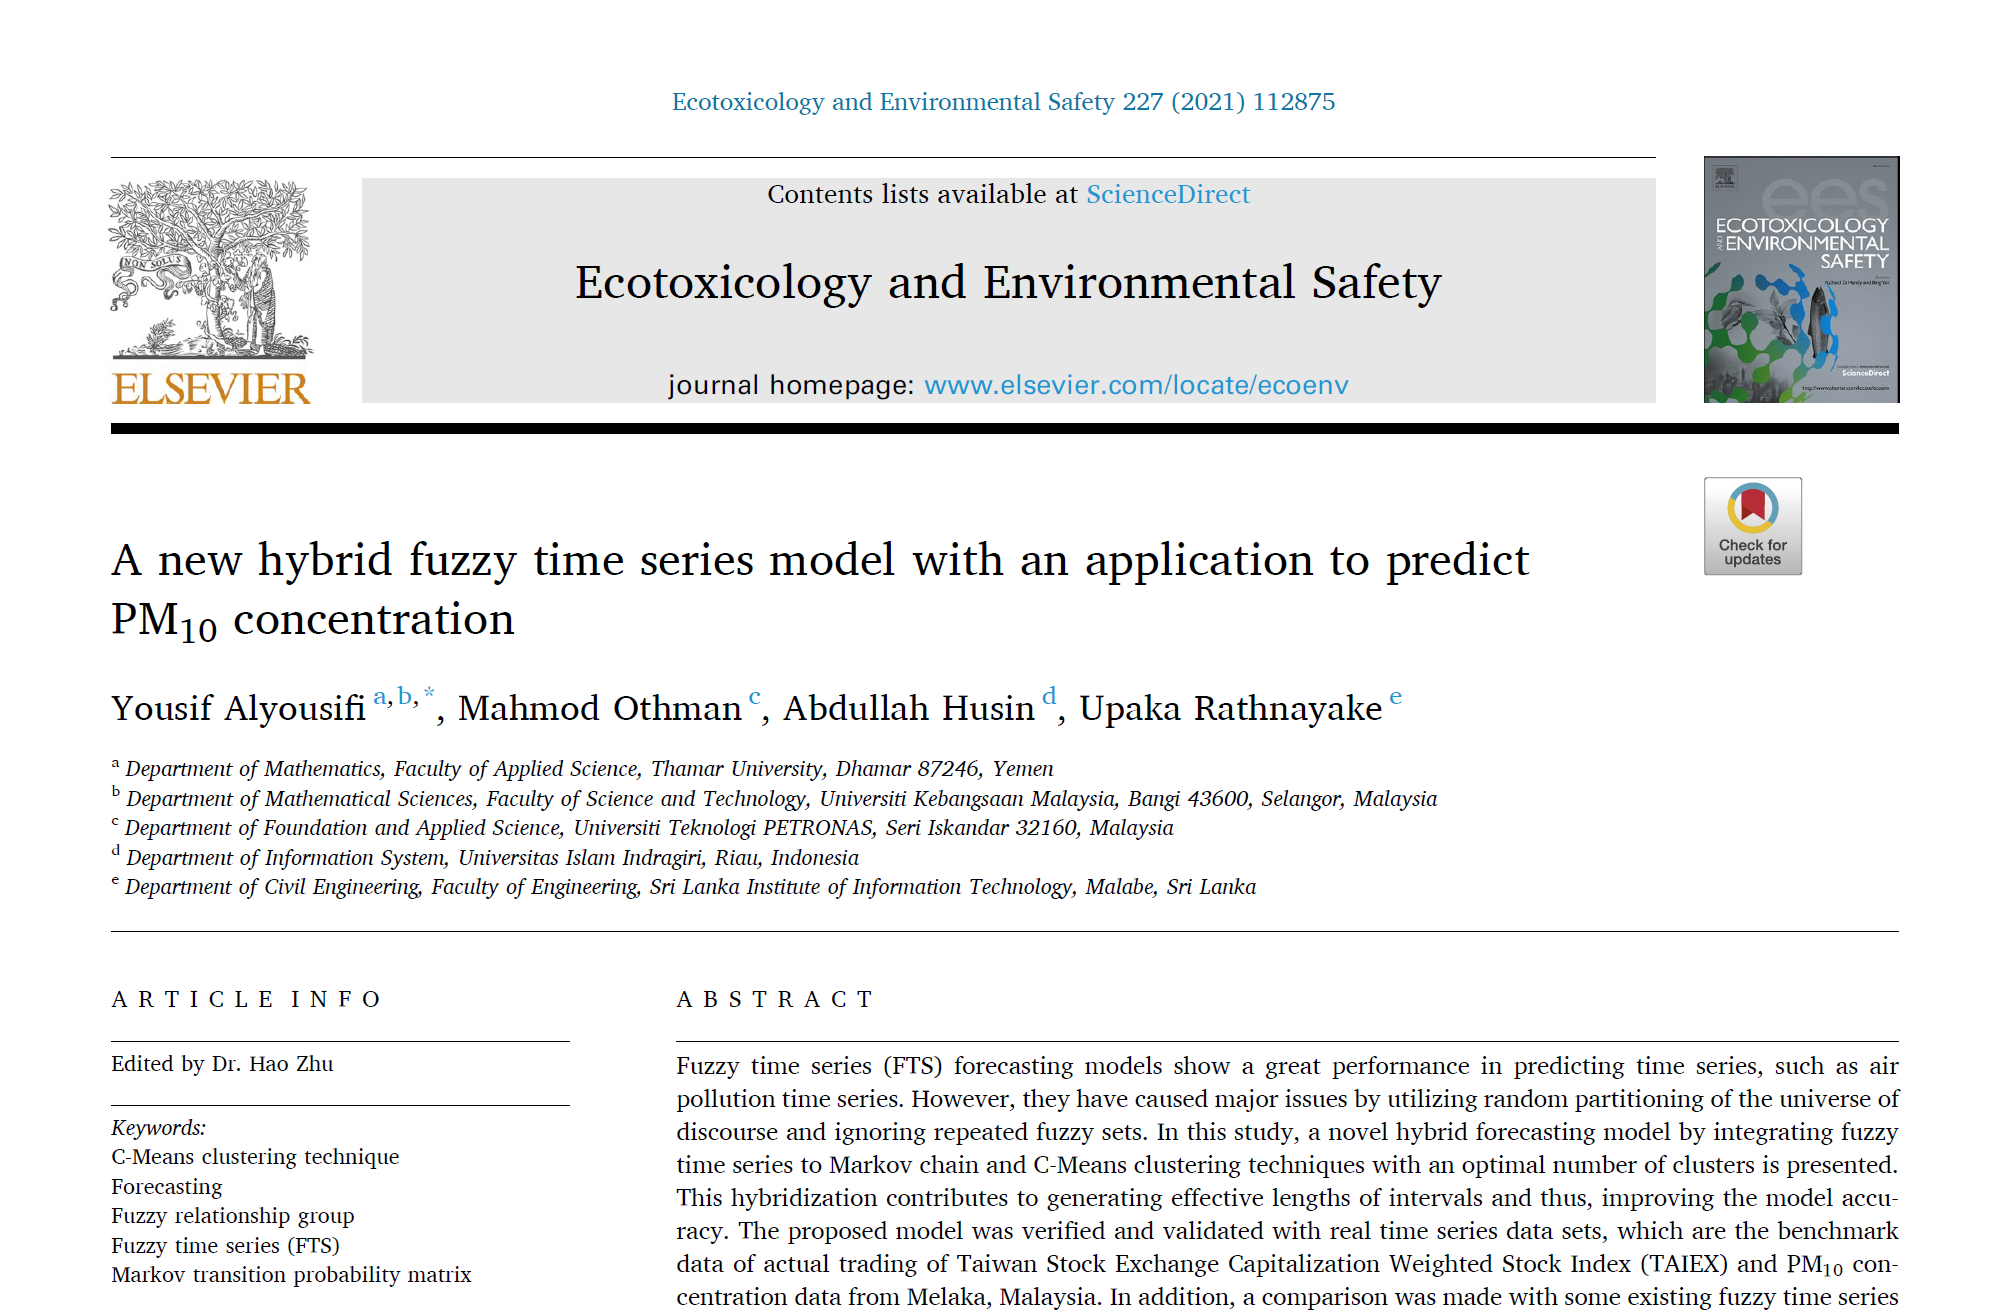 Ecotoxicology and Environmental Safety 227 (2021) 112875
Contents lists available at ScienceDirect
Ecotoxicology and Environmental Safety
journal homepage: www.elsevier.com/locate/ecoenv
NON SOLUS
ELSEVIER
ees
ECOTOXICOLOGY
AND ENVIRONMENTAL
SAFETY
ScienceDirect
http://www.elsevier.com/locate/ecoenv
Check for
updates
A new hybrid fuzzy time series model with an application to predict
PM10 concentration
Yousif Alyousifi a,b,*, Mahmod Othman c, Abdullah Husin d, Upaka Rathnayake e
a Department of Mathematics, Faculty of Applied Science, Thamar University, Dhamar 87246, Yemen
b Department of Mathematical Sciences, Faculty of Science and Technology, Universiti Kebangsaan Malaysia, Bangi 43600, Selangor, Malaysia
c Department of Foundation and Applied Science, Universiti Teknologi PETRONAS, Seri Iskandar 32160, Malaysia
d Department of Information System, Universitas Islam Indragiri, Riau, Indonesia
e Department of Civil Engineering, Faculty of Engineering, Sri Lanka Institute of Information Technology, Malabe, Sri Lanka
ARTICLE INFO
Edited by Dr. Hao Zhu
Keywords:
C-Means clustering technique
Forecasting
Fuzzy relationship group
Fuzzy time series (FTS)
Markov transition probability matrix
ABSTRACT
Fuzzy time series (FTS) forecasting models show a great performance in predicting time series, such as air
pollution time series. However, they have caused major issues by utilizing random partitioning of the universe of
discourse and ignoring repeated fuzzy sets. In this study, a novel hybrid forecasting model by integrating fuzzy
time series to Markov chain and C-Means clustering techniques with an optimal number of clusters is presented.
This hybridization contributes to generating effective lengths of intervals and thus, improving the model accu-
racy. The proposed model was verified and validated with real time series data sets, which are the benchmark
data of actual trading of Taiwan Stock Exchange Capitalization Weighted Stock Index (TAIEX) and PM10 con-
centration data from Melaka, Malaysia. In addition, a comparison was made with some existing fuzzy time series